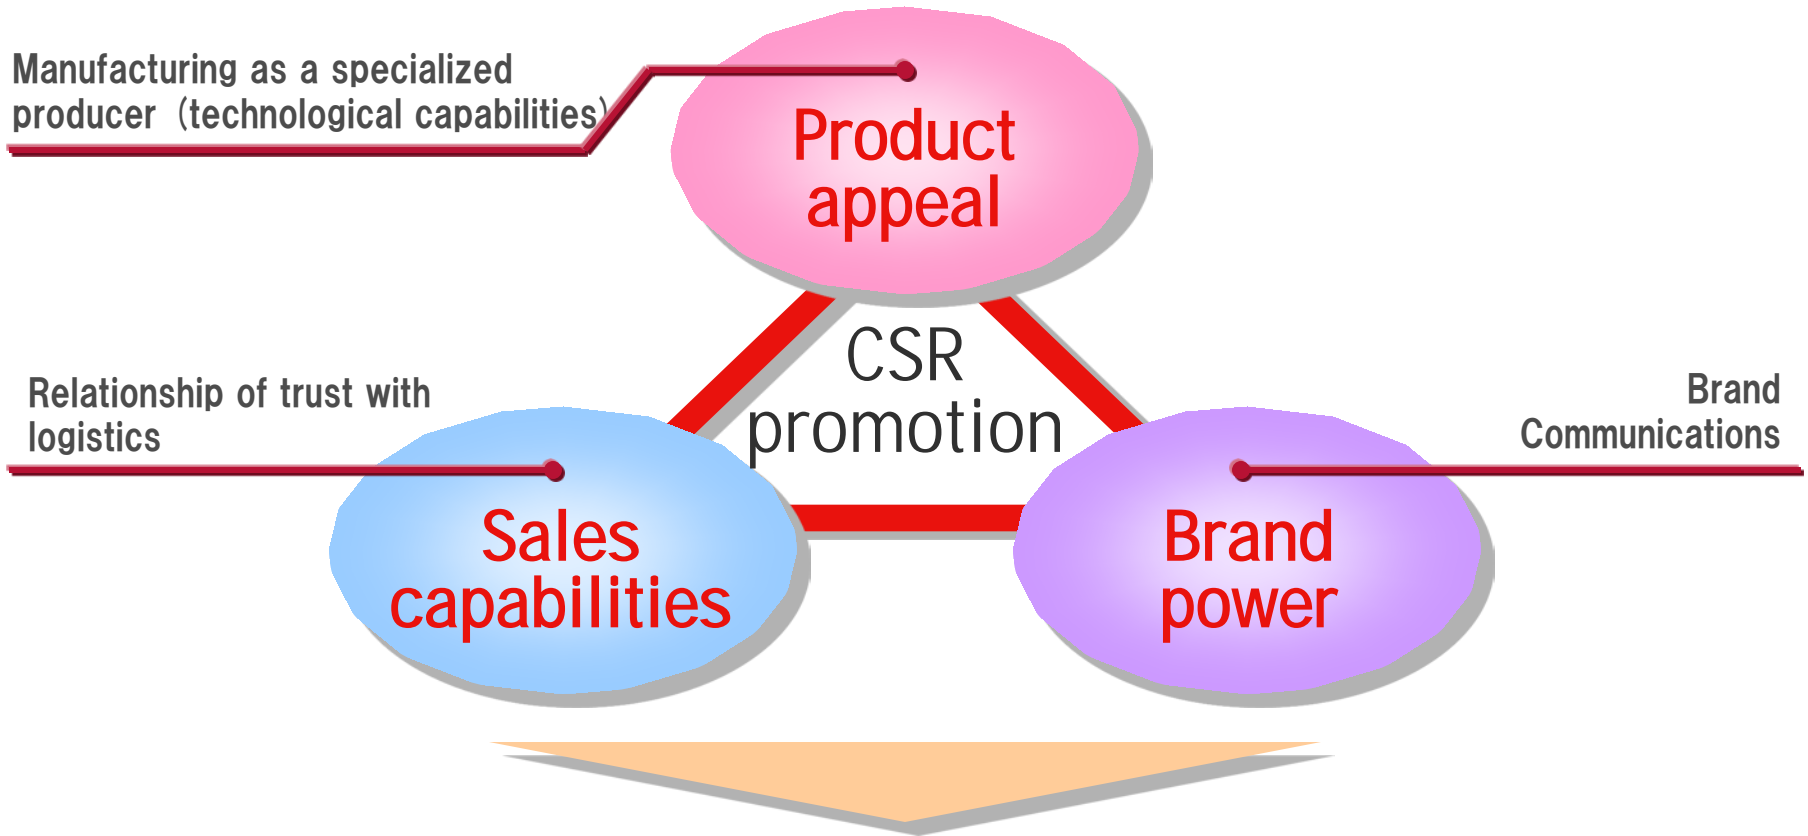 Manufacturing as a specialized
producer (technological capabilities)
Product
appeal
CSR
promotion
Relationship of trust with
logistics
Brand
Communications
Sales
capabilities
Brand
power